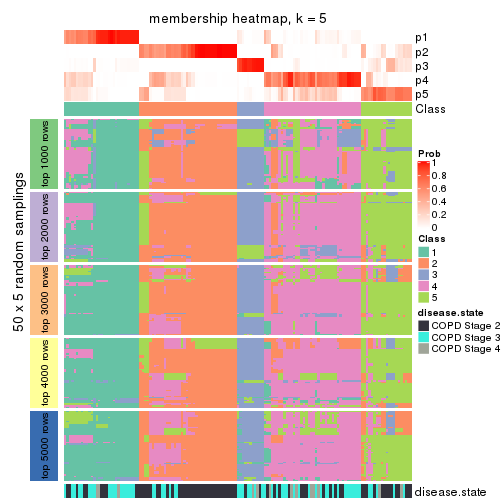 membership heatmap, k = 5
p1
p2
p3
p4
p5
Class
50 x 5 random samplings
top 1000 rows
top 2000 rows
top 3000 rows
top 4000 rows
top 5000 rows
Prob
1
0.8
0.6
0.4
0.2
0
Class
1
2
3
4
5
disease.state
COPD Stage 2
COPD Stage 3
COPD Stage 4
disease.state